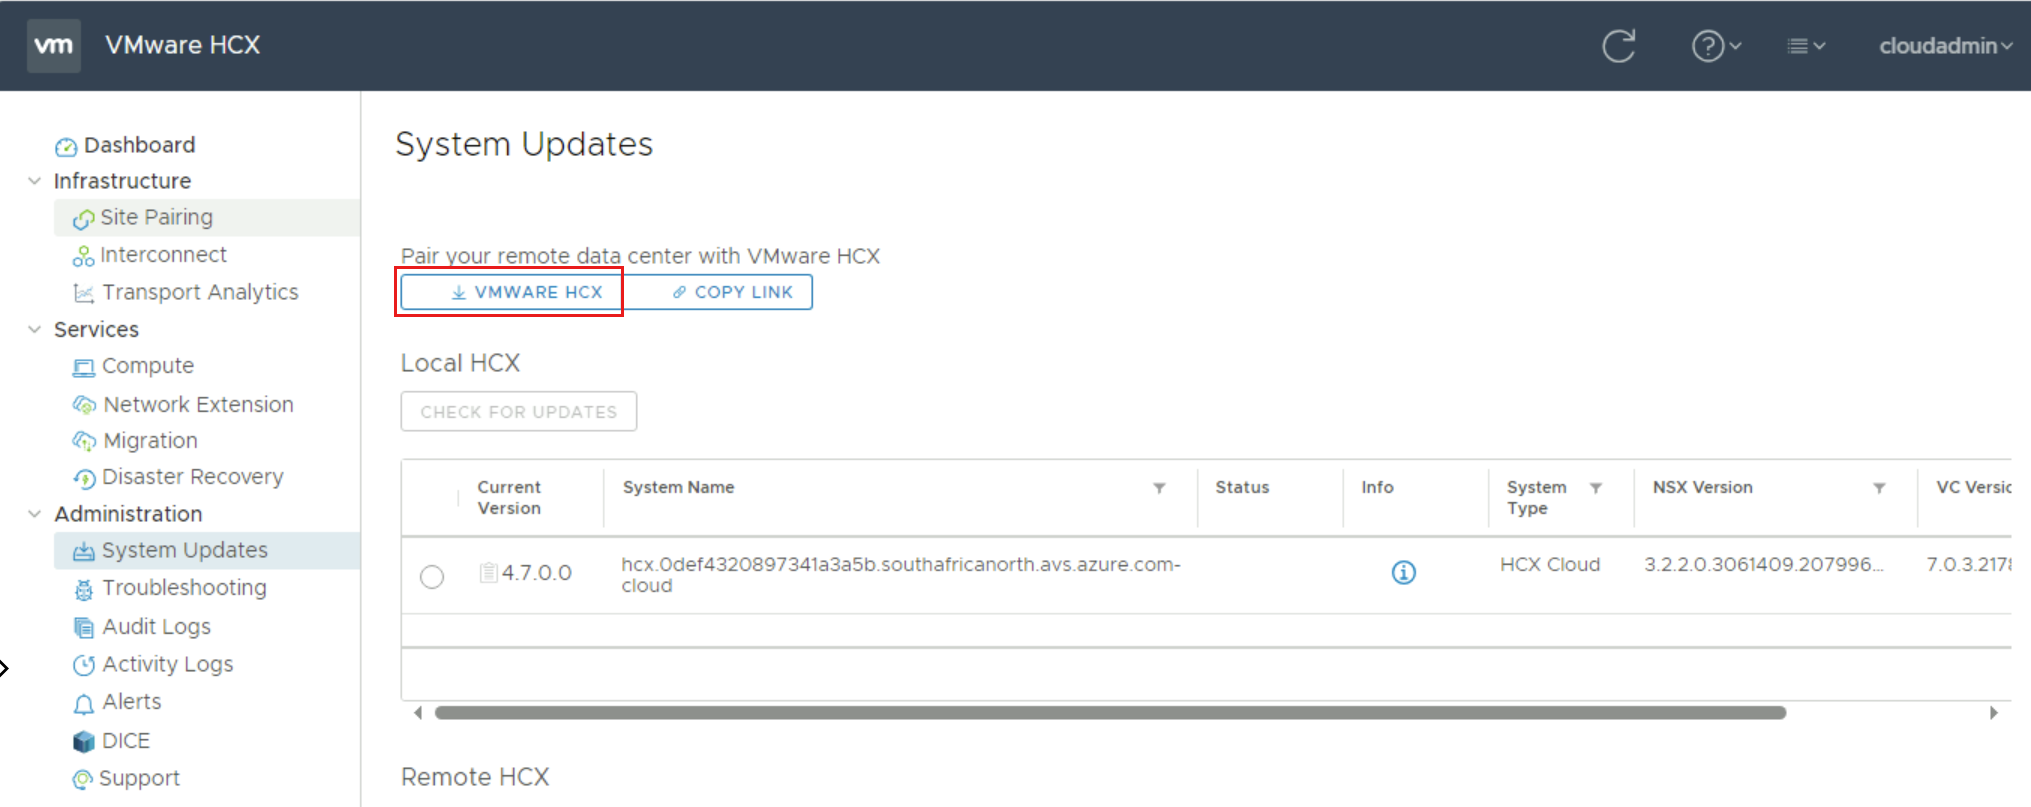 vm VMware HCX
cloudadmin
Dashboard
Infrastructure
Site Pairing
Interconnect
Transport Analytics
Services
Compute
Network Extension
Migration
Disaster Recovery
Administration
System Updates
Troubleshooting
Audit Logs
Activity Logs
Alerts
DICE
Support
System Updates
Pair your remote data center with VMware HCX
VMWARE HCX COPY LINK
Local HCX
CHECK FOR UPDATES
Current Version System Name Status Info System Type NSX Version VC Versic
4.7.0.0 hcx.0def4320897341a3a5b.southafricanorth.avs.azure.com-cloud HCX Cloud 3.2.2.0.3061409.207996... 7.0.3.2178
Remote HCX